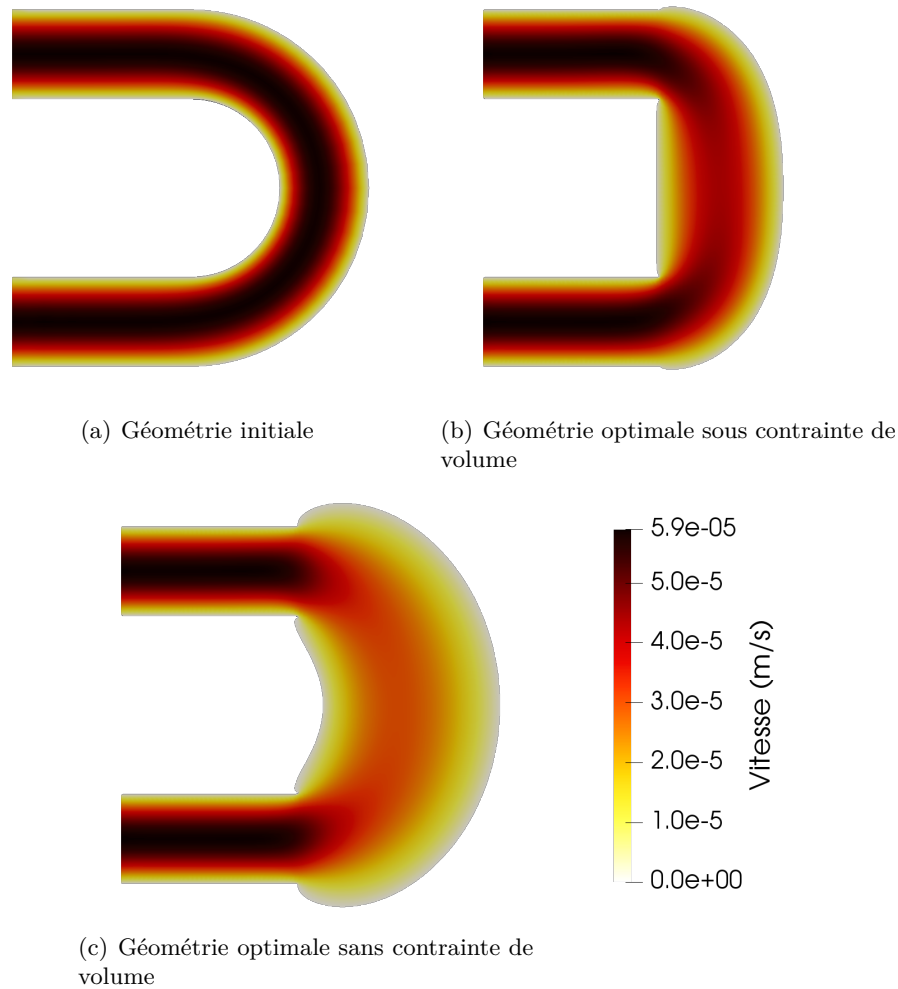 (a) Géométrie initiale
(b) Géométrie optimale sous contrainte de
volume
5.9e-05
5.0e-5
4.0e-5
3.0e-5
2.0e-5
1.0e-5
0.0e+00
Vitesse (m/s)
(c) Géométrie optimale sans contrainte de
volume